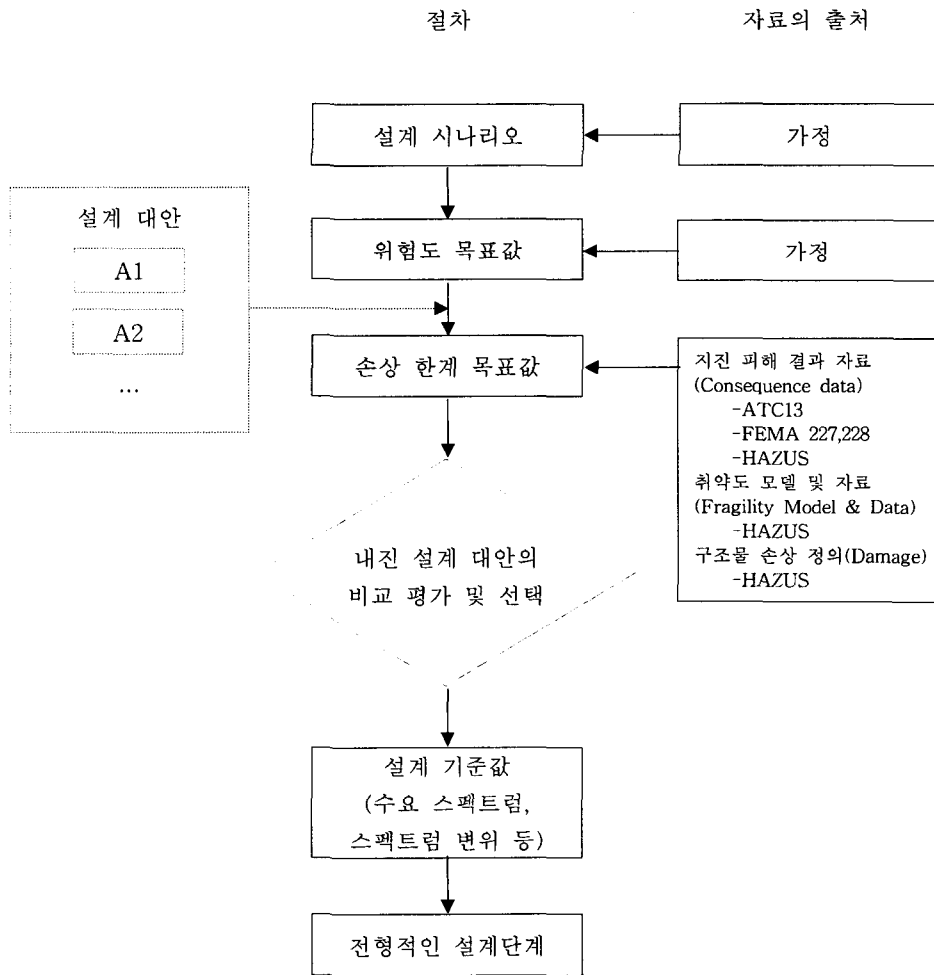 절차
자료의 출처
설계 시나리오
가정
설계 대안
A1
A2
...
위험도 목표값
가정
손상 한계 목표값
지진 피해 결과 자료
(Consequence data)
-ATC13
-FEMA 227,228
-HAZUS
취약도 모델 및 자료
(Fragility Model & Data)
-HAZUS
구조물 손상 정의(Damage)
-HAZUS
내진 설계 대안의
비교 평가 및 선택
설계 기준값
(수요 스펙트럼,
스펙트럼 변위 등)
전형적인 설계단계